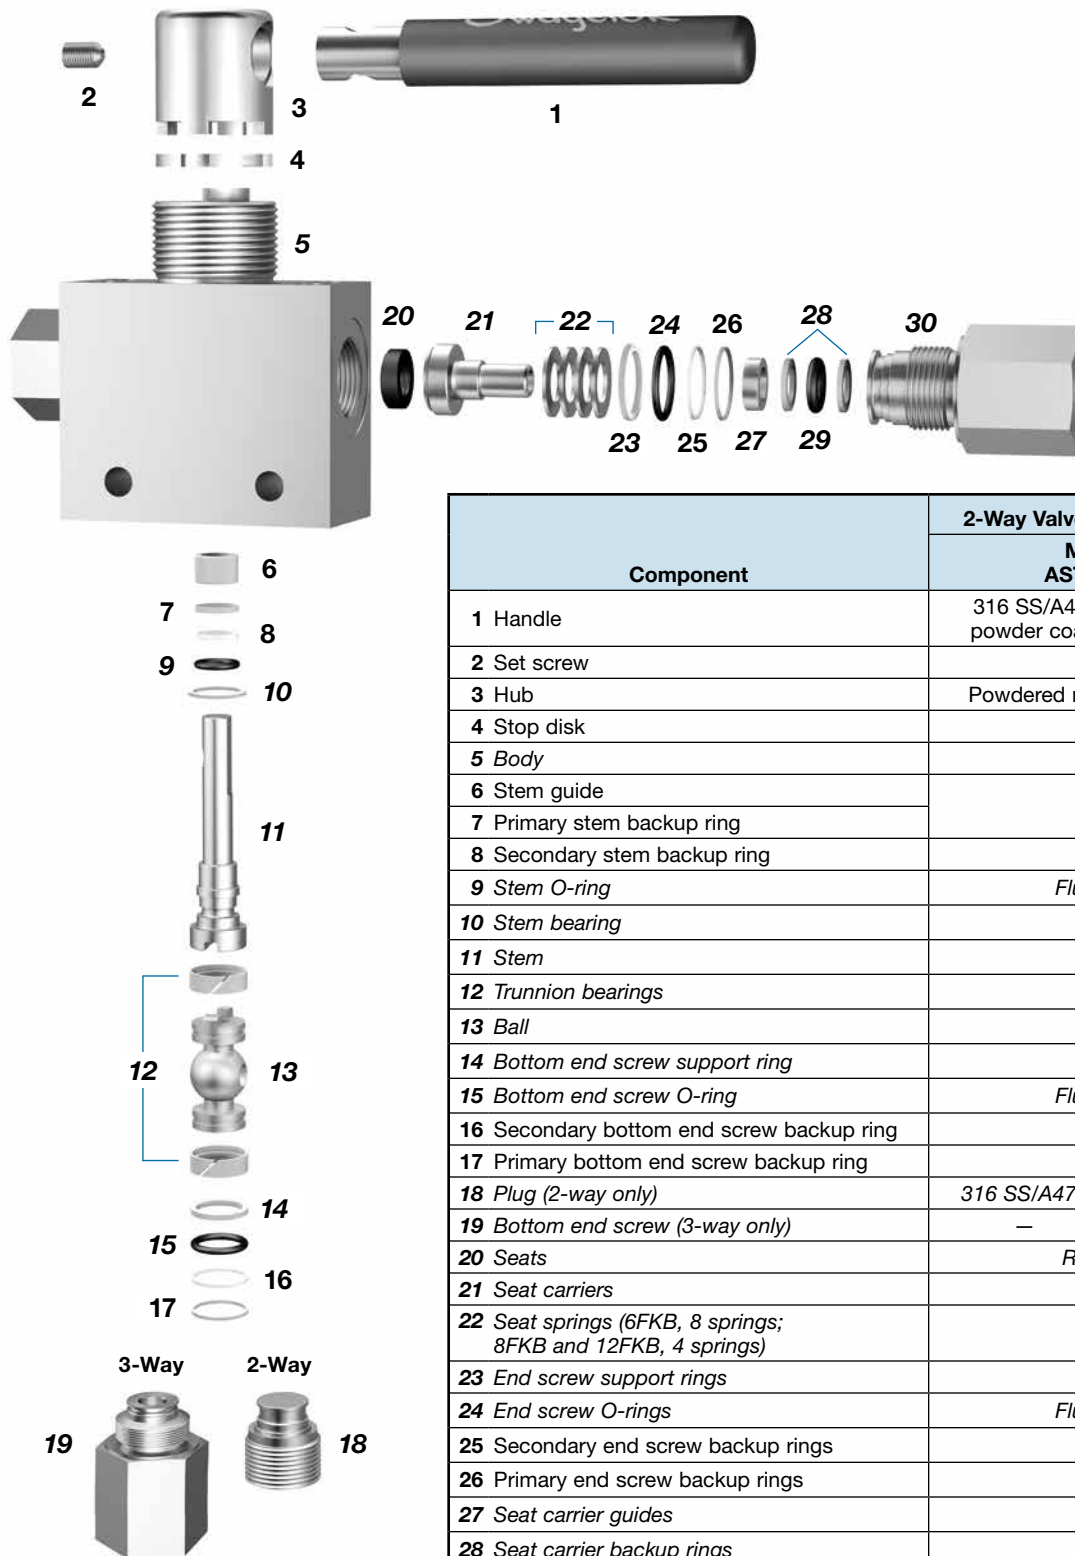 Swagelok
2
3
1
4
5
20
21
22
24
26
28
30
23
25
27
29
6
7
8
9
10
11
12
13
14
15
16
17
3-Way
2-Way
19
18
Component
2-Way
1 Handle
316 SS/
powder
2 Set screw
3 Hub
Powdered
4 Stop disk
5 Body
6 Stem guide
7 Primary stem backup ring
8 Secondary stem backup ring
9 Stem O-ring
10 Stem bearing
11 Stem
12 Trunnion bearings
13 Ball
14 Bottom end screw support ring
15 Bottom end screw O-ring
16 Secondary bottom end screw backup ring
17 Primary bottom end screw backup ring
18 Plug (2-way only)
316 SS/A47
19 Bottom end screw (3-way only)
—
20 Seats
21 Seat carriers
22 Seat springs (6FKB, 8 springs;
8FKB and 12FKB, 4 springs)
23 End screw support rings
24 End screw O-rings
25 Secondary end screw backup rings
26 Primary end screw backup rings
27 Seat carrier guides
28 Seat carrier backup rings